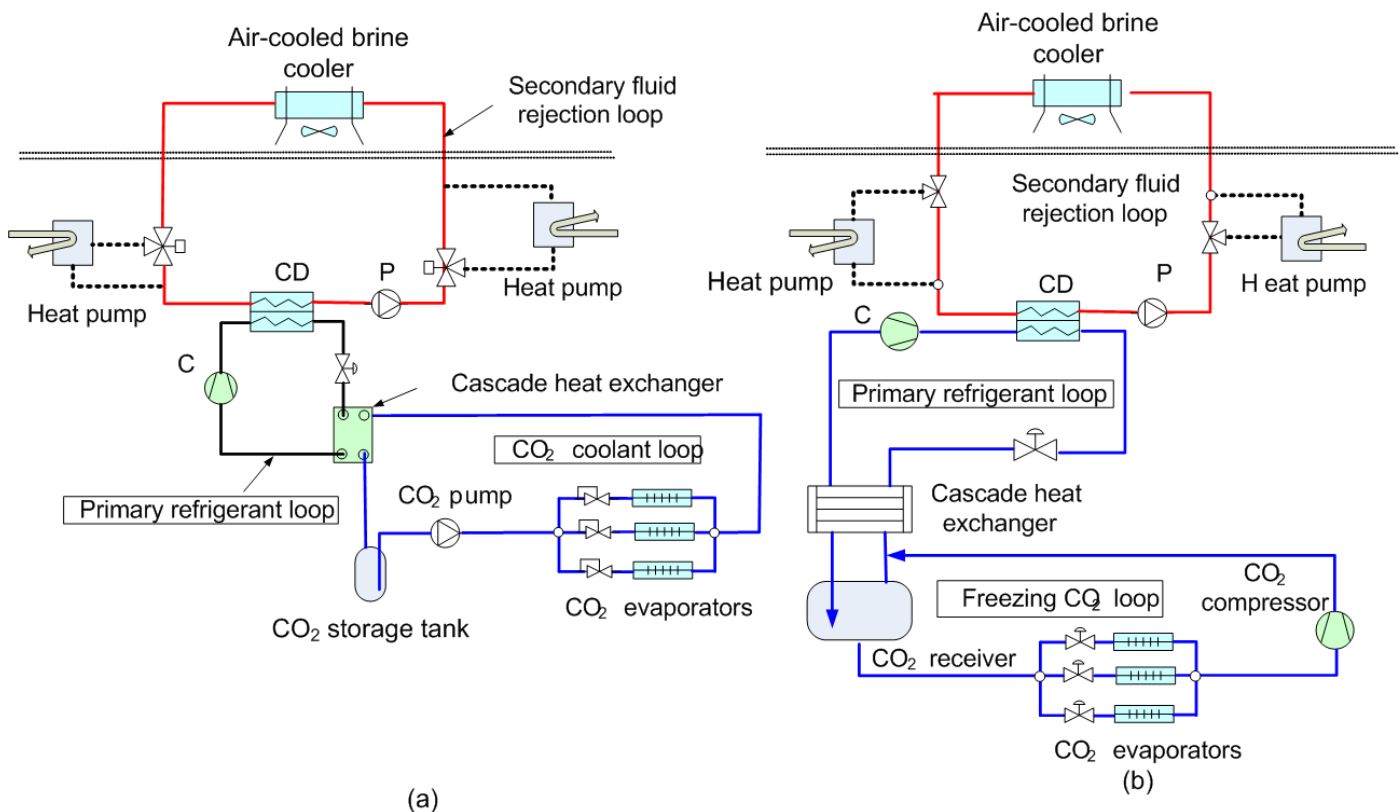 Air-cooled brine
cooler
Secondary fluid
rejection loop
Heat pump
Heat pump
CD
P
C
Cascade heat exchanger
CO2 coolant loop
Primary refrigerant loop
CO2 pump
CO2 evaporators
CO2 storage tank
(a)
Air-cooled brine
cooler
Secondary fluid
rejection loop
Heat pump
H eat pump
CD
P
C
Primary refrigerant loop
Cascade heat
exchanger
Freezing CO2 loop
CO2
compressor
CO2 receiver
CO2 evaporators
(b)